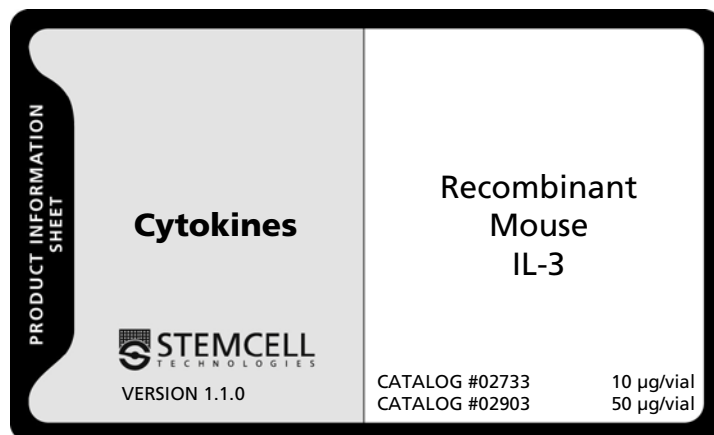 PRODUCT INFORMATION
SHEET
Cytokines
STEMCELL
TECHNOLOGIES
VERSION 1.1.0
Recombinant
Mouse
IL-3
CATALOG #02733 10 µg/vial
CATALOG #02903 50 µg/vial